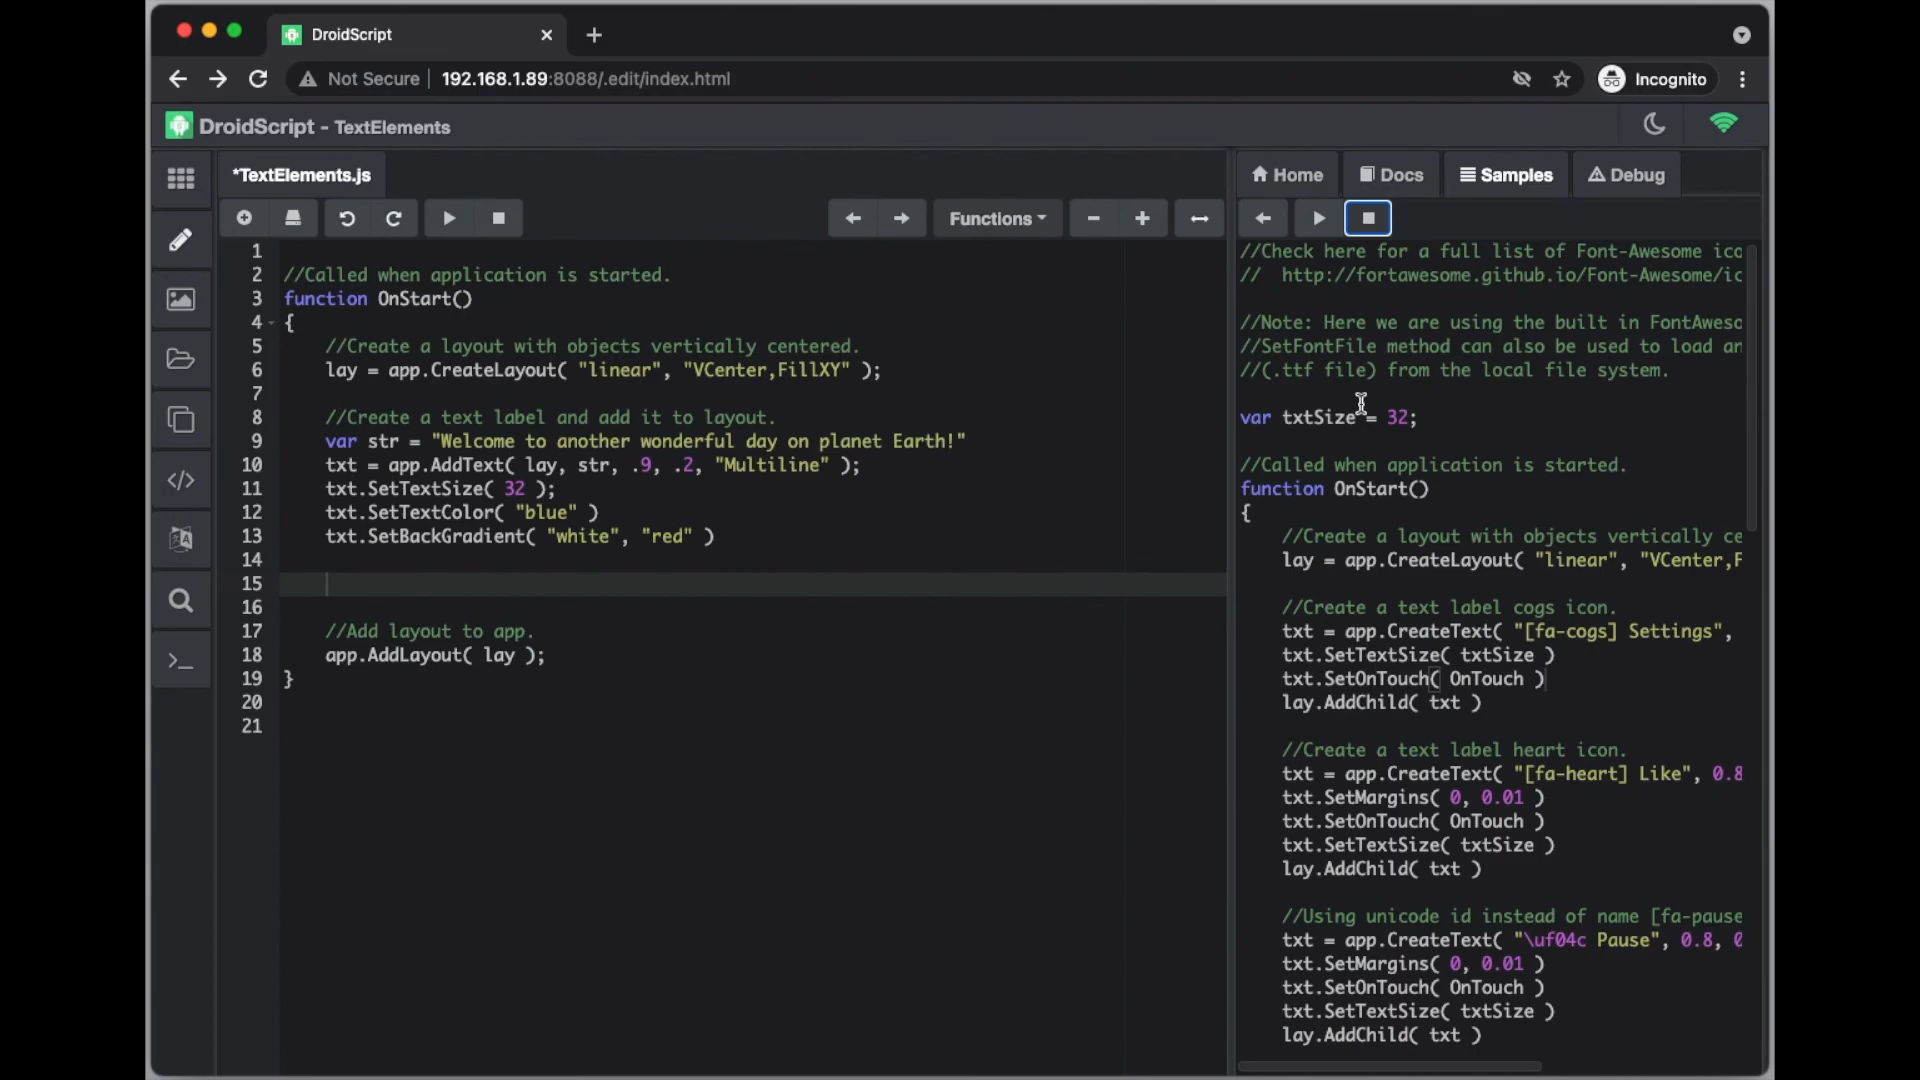 DroidScript
Not Secure 192.168.1.89:8088/.edit/index.html
Incognito
DroidScript - TextElements
*TextElements.js
Functions
1
2 //Called when application is started.
3 function OnStart()
4 {
5 //Create a layout with objects vertically centered.
6 lay = app.CreateLayout( "linear", "VCenter,FillXY" );
7
8 //Create a text label and add it to layout.
9 var str = "Welcome to another wonderful day on planet Earth!"
10 txt = app.AddText( lay, str, .9, .2, "Multiline" );
11 txt.SetTextSize( 32 );
12 txt.SetTextColor( "blue" )
13 txt.SetBackGradient( "white", "red" )
14
15
16
17 //Add layout to app.
18 app.AddLayout( lay );
19 }
20
21
Home
Docs
Samples
Debug
//Check here for a full list of Font-Awesome ico
// http://fortawesome.github.io/Font-Awesome/ic
//Note: Here we are using the built in FontAweso
//SetFontFile method can also be used to load an
//(.ttf file) from the local file system.
var txtSize = 32;
//Called when application is started.
function OnStart()
{
//Create a layout with objects vertically ce
lay = app.CreateLayout( "linear", "VCenter,F
//Create a text label cogs icon.
txt = app.CreateText( "[fa-cogs] Settings",
txt.SetTextSize( txtSize )
txt.SetOnTouch( OnTouch )
lay.AddChild( txt )
//Create a text label heart icon.
txt = app.CreateText( "[fa-heart] Like", 0.8
txt.SetMargins( 0, 0.01 )
txt.SetOnTouch( OnTouch )
txt.SetTextSize( txtSize )
lay.AddChild( txt )
//Using unicode id instead of name [fa-pause
txt = app.CreateText( "\uf04c Pause", 0.8, 0
txt.SetMargins( 0, 0.01 )
txt.SetOnTouch( OnTouch )
txt.SetTextSize( txtSize )
lay.AddChild( txt )